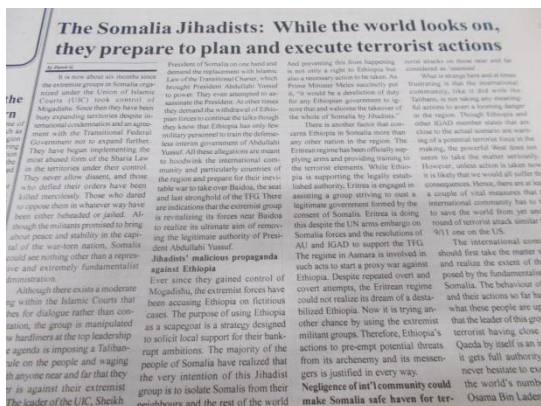 The Somalia Jihadists: While the world looks on,
they prepare to plan and execute terrorist actions
It is now about six months since
the extremist groups in Somalia orga-
nized under the Union of Islamic
Courts (UIC) took control of
Mogadishu. Since then they have been
busy expanding territories despite in-
ternational condemnation and an agree-
ment with the Transitional Federal
Government not to expand further.
They have begun implementing the
most abused form of the Sharia Law
in the territories under their control.
They never allow dissent, and those
who defied their orders have been
killed mercilessly. Those who dared
to oppose them in whatever way have
either been beheaded or jailed. Al-
though the militants promised to bring
about peace and stability in the capi-
tal of the war-torn nation, Somalis
could see nothing other than a repres-
sive and extremely fundamentalist
administration.
Although there exists a moderate
wing within the Islamic Courts that
for dialogue rather than con-
the group is manipulated
hardliners at the top leadership
agenda is imposing a Taliban-
rule on the people and waging
anyone near and far that they
is against their extremist
The leader of the UIC, Sheikh
President of Somalia on one hand and
demand the replacement with Islamic
Law of the Transitional Charter, which
brought President Abdullahi Yussuf
to power. They even attempted to as-
sassinate the President. At other times
they demand the withdrawal of Ethio-
pian forces to continue the talks though
they know that Ethiopia has only few
military personnel to train the defense-
less interim government of Abdullahi
Yussuf. All these allegations are meant
to hoodwink the international com-
munity and prepare for their inevi-
table war to take over Baidoa, the seat
and last stronghold of the TFG. There
are indications that the extremist group
is revitalizing its forces near Baidoa
to realize its ultimate aim of remov-
ing the legitimate authority of Presi-
dent Abdullahi Yussuf.
Jihadists' malicious propaganda
against Ethiopia
Ever since they gained control of
Mogadishu, the extremist forces have
been accusing Ethiopia on fictitious
cases. The purpose of using Ethiopia
as a scapegoat is a strategy designed
to solicit local support for their bank-
rupt ambitions. The majority of the
people of Somalia have realized that
the very intention of this Jihadist
group is to isolate Somalis from their
neighbours and the rest of the world
And preventing this from happening
is not only a right to Ethiopia but
also a necessary action to be taken. As
Prime Minister Meles succinctly put
it, "it would be a dereliction of duty
for any Ethiopian government to ig-
nore that and welcome the takeover of
the whole of Somalia by Jihadists."
There is another factor that con-
cerns Ethiopia in Somalia more than
any other nation in the region. The
Eritrean regime has been officially sup-
plying arms and providing training to
the terrorist elements. While Ethio-
pia is supporting the legally estab-
lished authority, Eritrea is engaged in
assisting a group striving to oust a
legitimate government formed by the
consent of Somalis. Eritrea is doing
this despite the UN arms embargo on
Somalia forces and the resolutions of
AU and IGAD to support the TFG.
The regime in Asmara is involved in
such acts to start a proxy war against
Ethiopia. Despite repeated overt and
covert attempts, the Eritrean regime
could not realize its dream of a desta-
bilized Ethiopia. Now it is trying an-
other chance by using the extremist
militant groups. Therefore, Ethiopia's
actions to pre-empt potential threats
from its archenemy and its messen-
gers is justified in every way.
Negligence of int'l community could
make Somalia safe haven for ter-
rorist attacks on those near and far
considered as
What is strange here and at times
frustrating is that the international
community, like it did with the
Talibans, is not taking any meaning-
ful actions to avert a looming danger
in the region. Though Ethiopia and
other IGAD member states that are
close to the actual scenario are warn-
ing of a potential terrorist force in the
making, the powerful West does not
seem to take the matter seriously.
However, unless action is taken now
it is likely that we would all suffer the
consequences. Hence, there are at
a couple of vital measures that
international community has to
to save the world from yet an
round of terrorist attack similar
9/11 one on the US.
The international com
should first take the matter
and realize the extent of th
posed by the fundamentalis
Somalia. The behaviour of
and their actions so far ha
what these people are up
that the leader of this gro
terrorist having close
Qaeda by itself is an i
it gets full authority
never hesitate to ex
the world's numb
Osama Bin Laden